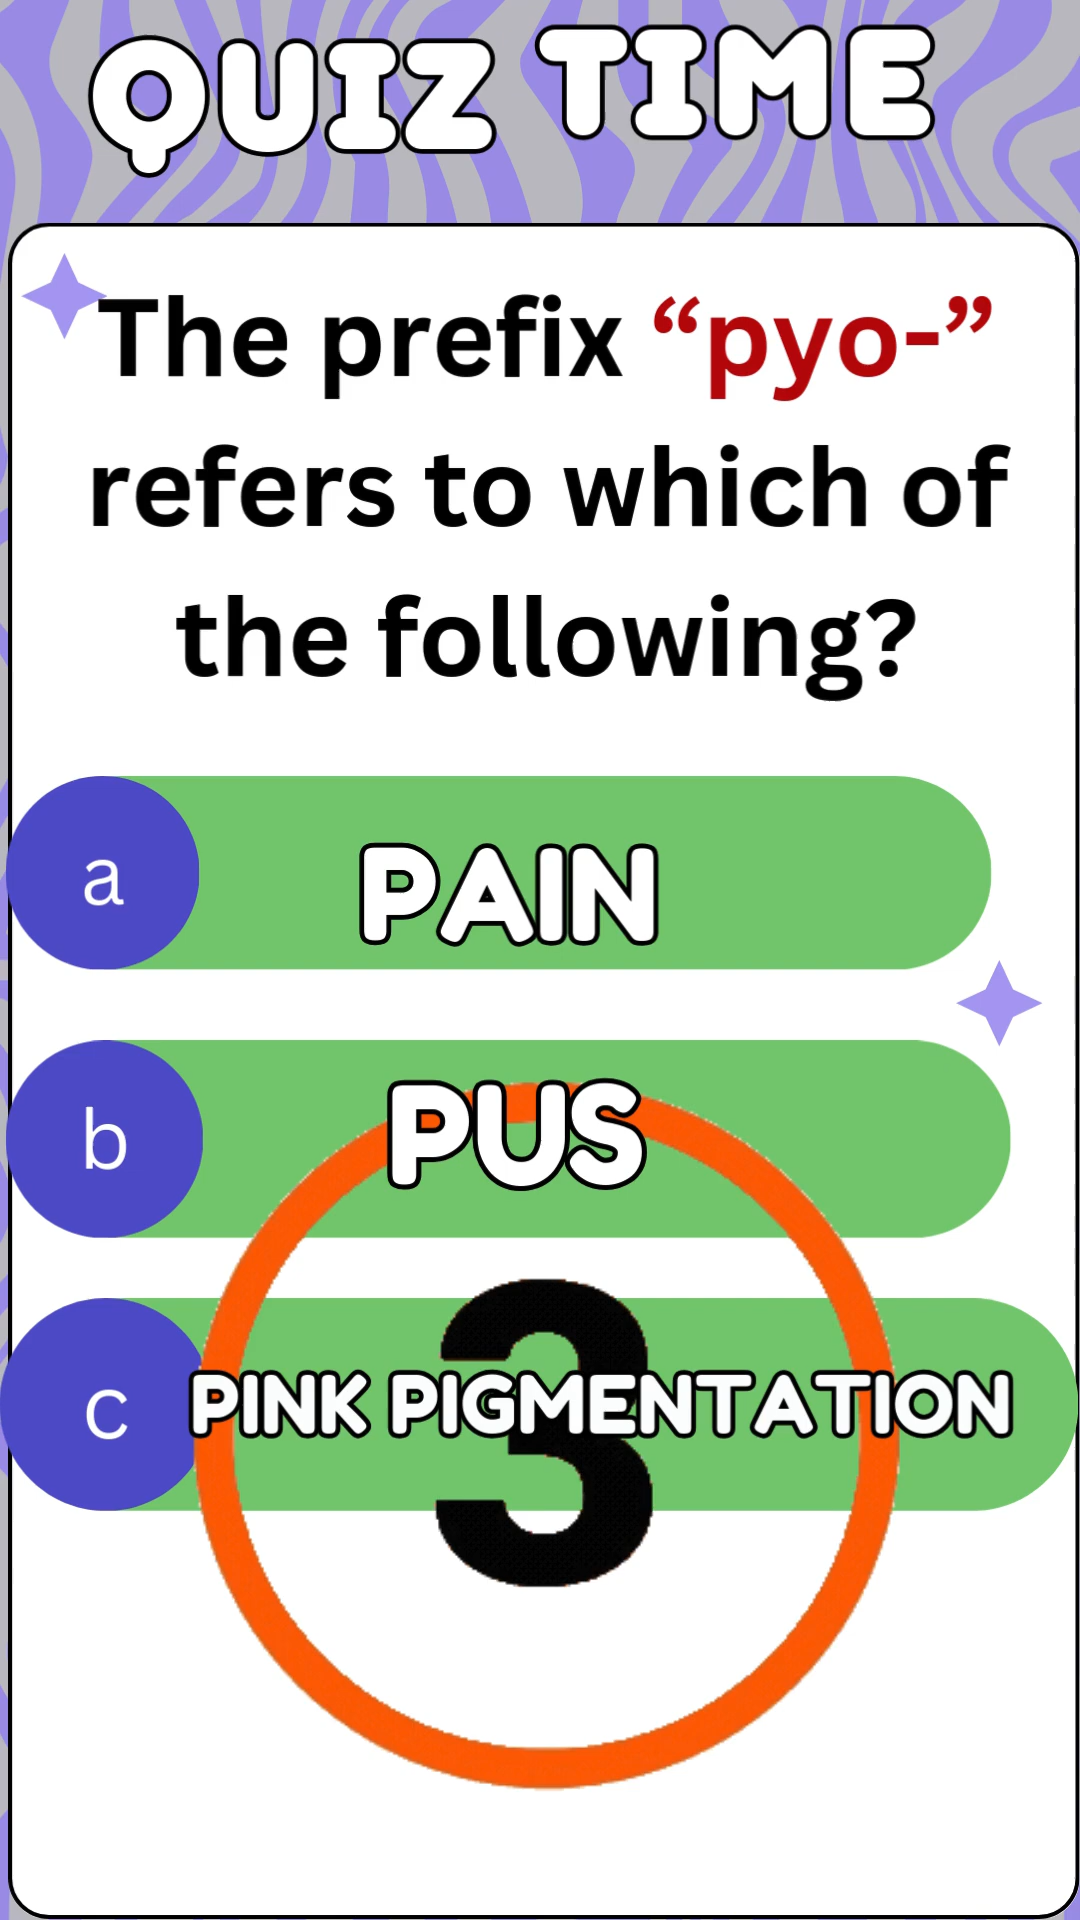 QUIZ TIME
The prefix “pyo-”
refers to which of
the following?
a PAIN
b PUS
3
c PINK PIGMENTATION